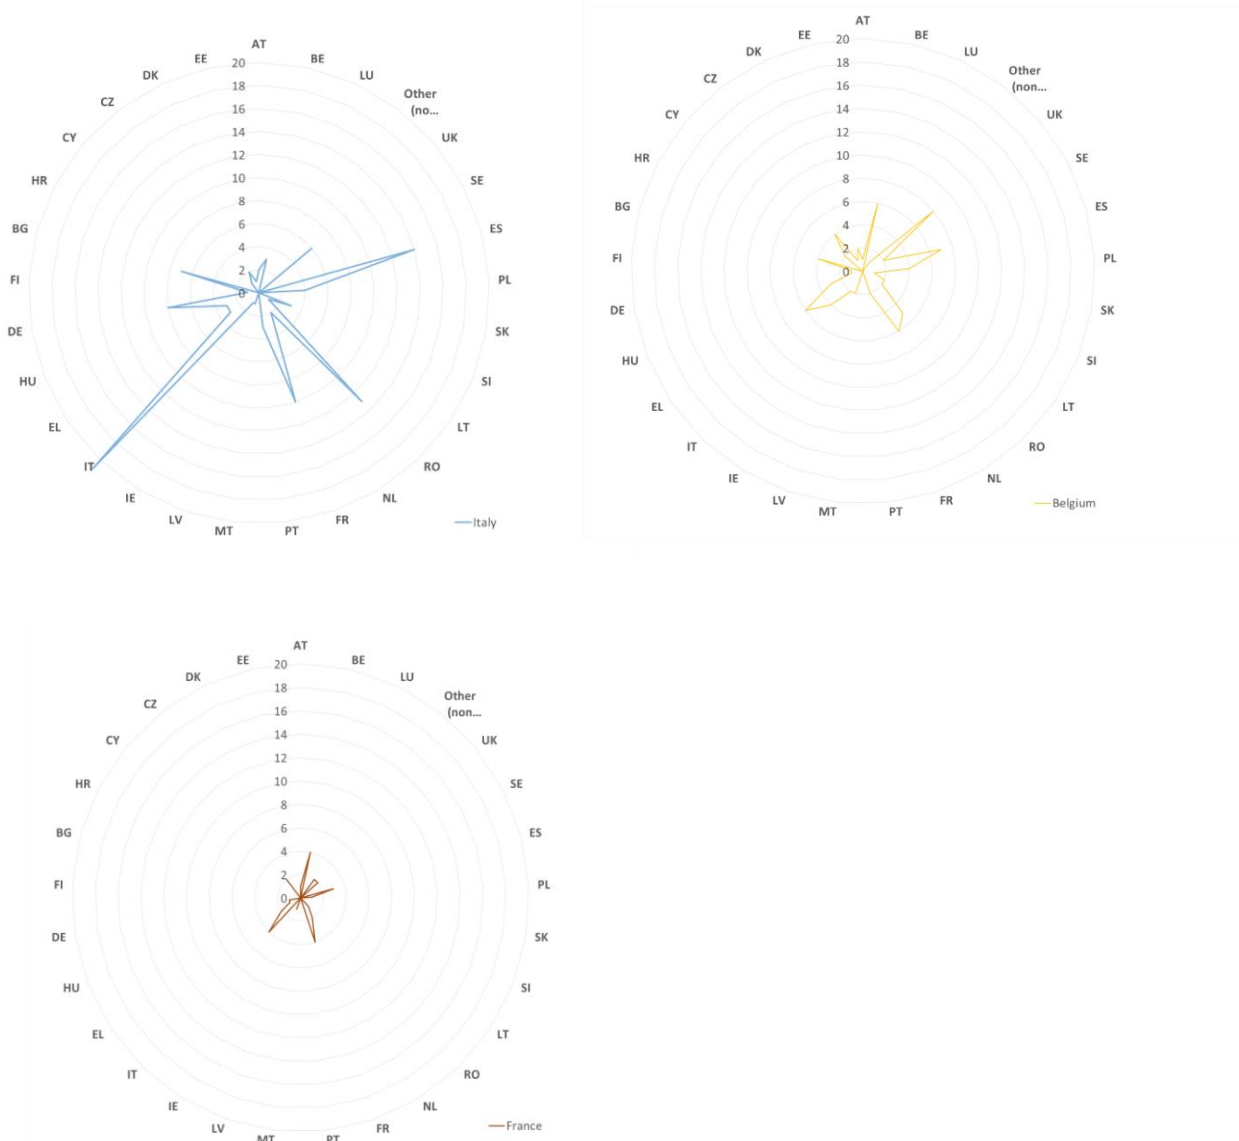 AT
BE
LU
Other
(no...
UK
SE
ES
PL
SK
SI
LT
RO
NL
FR
PT
MT
LV
IE
IT
EL
HU
DE
FI
BG
HR
CY
CZ
DK
EE
20
18
16
14
12
10
8
6
4
2
0
Italy
AT
BE
LU
Other
(non...
UK
SE
ES
PL
SK
SI
LT
RO
NL
FR
PT
MT
LV
IE
IT
EL
HU
DE
FI
BG
HR
CY
CZ
DK
EE
20
18
16
14
12
10
8
6
4
2
0
Belgium
AT
BE
LU
Other
(non...
UK
SE
ES
PL
SK
SI
LT
RO
NL
FR
PT
MT
LV
IE
IT
EL
HU
DE
FI
BG
HR
CY
CZ
DK
EE
20
18
16
14
12
10
8
6
4
2
0
France